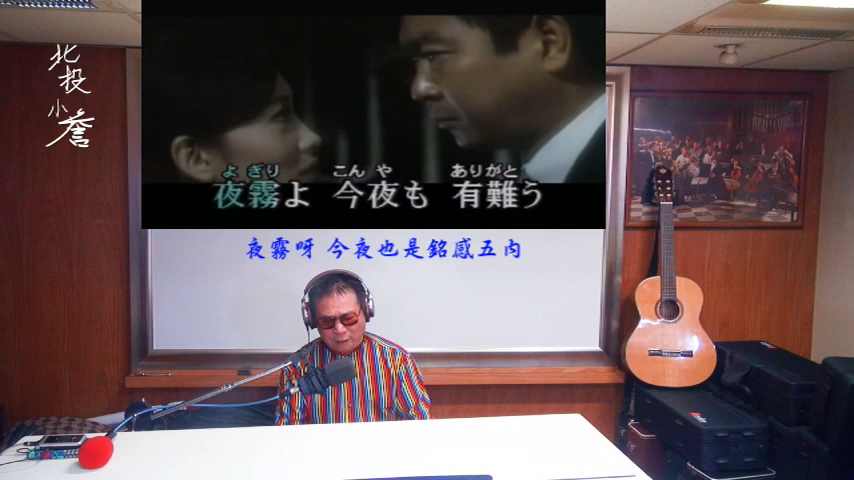 北投小詹
よ ぎり こん や ありがと
夜霧よ 今夜も 有難う
夜霧呀 今夜也是銘感五內